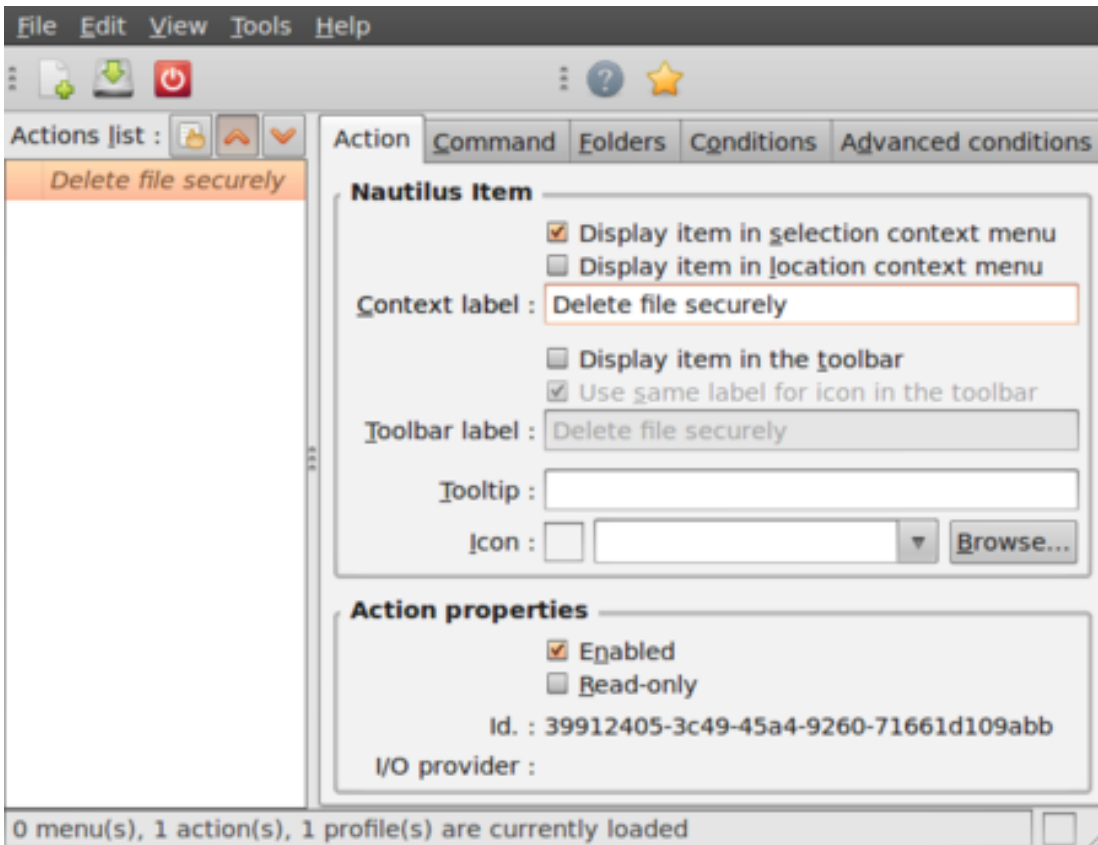 File Edit View Tools Help
Actions list :
Delete file securely
Action Command Folders Conditions Advanced conditions
Nautilus Item
Display item in selection context menu
Display item in location context menu
Context label : Delete file securely
Display item in the toolbar
Use same label for icon in the toolbar
Toolbar label : Delete file securely
Tooltip :
Icon : Browse...
Action properties
Enabled
Read-only
Id. : 39912405-3c49-45a4-9260-71661d109abb
I/O provider :
0 menu(s), 1 action(s), 1 profile(s) are currently loaded